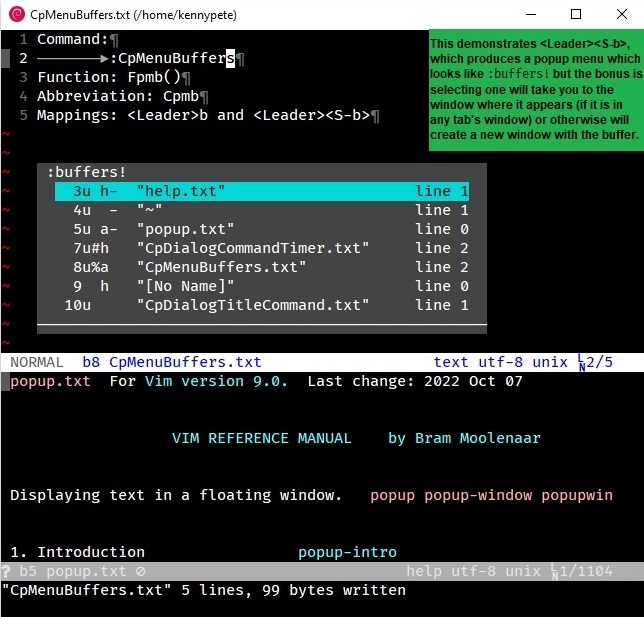 CpMenuBuffers.txt (/home/kennypete)
1 Command:¶
2 ———————▸:CpMenuBuffers¶
3 Function: Fpmb()¶
4 Abbreviation: Cpmb¶
5 Mappings: <Leader>b and <Leader><S-b>¶
This demonstrates <Leader><S-b>,
which produces a popup menu which
looks like :buffers! but the bonus is
selecting one will take you to the
window where it appears (if it is in
any tab's window) or otherwise will
create a new window with the buffer.
~
~
~
~
~
~
~
~
~
~
~
~
:buffers!
3u h- "help.txt" line 1
4u  - "~" line 1
5u a- "popup.txt" line 0
7u#h "CpDialogCommandTimer.txt" line 2
8u%a "CpMenuBuffers.txt" line 2
9  h "[No Name]" line 0
10u "CpDialogTitleCommand.txt" line 1
NORMAL b8 CpMenuBuffers.txt text utf-8 unix ␤2/5
popup.txt For Vim version 9.0. Last change: 2022 Oct 07
VIM REFERENCE MANUAL by Bram Moolenaar
Displaying text in a floating window. popup popup-window popupwin
1. Introduction popup-intro
? b5 popup.txt ⊘ help utf-8 unix ␤1/1104
"CpMenuBuffers.txt" 5 lines, 99 bytes written